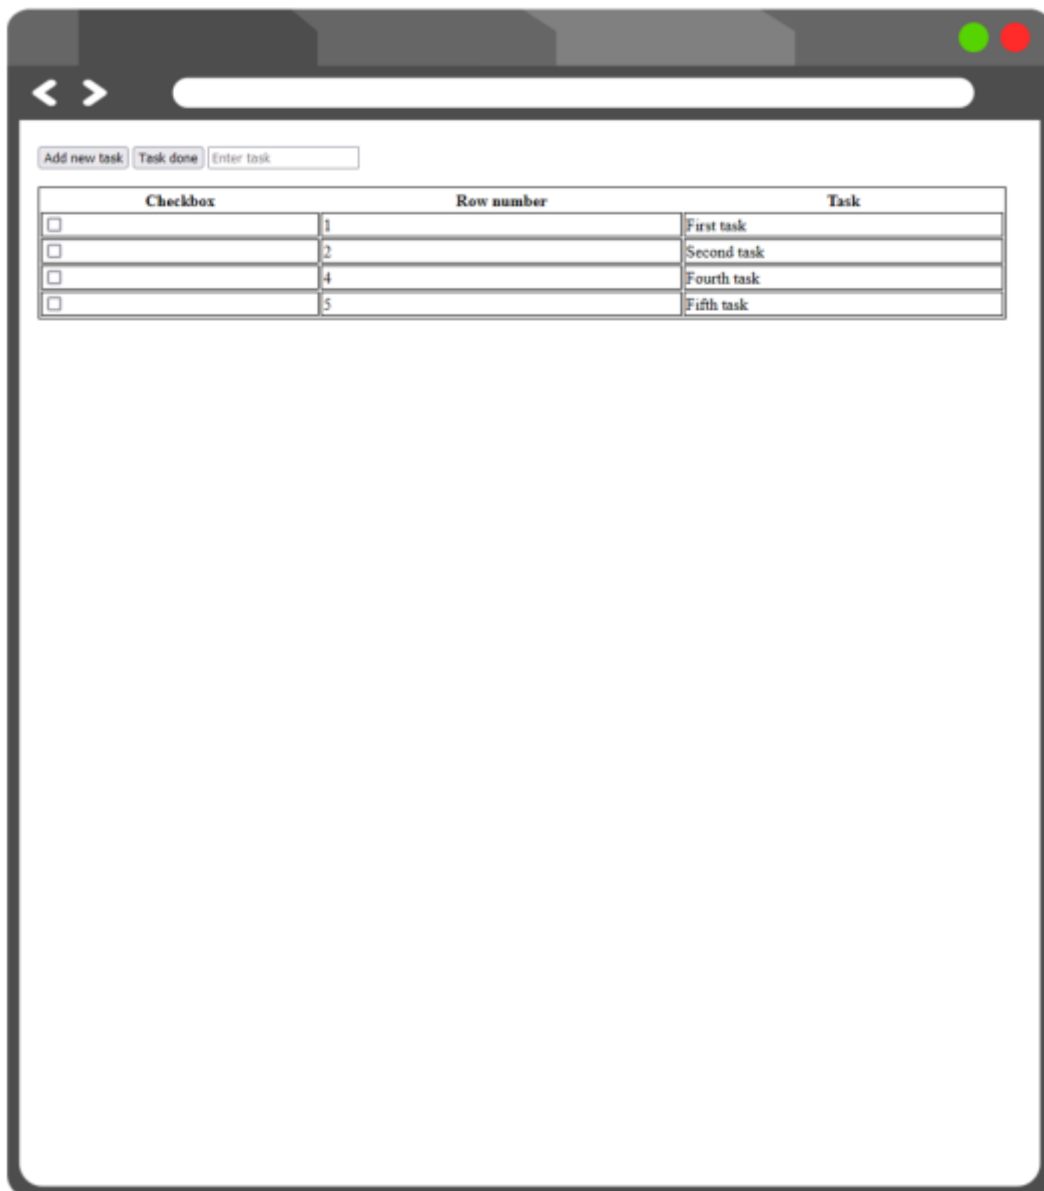 Add new task Task done Enter task
Checkbox Row number Task
1 First task
2 Second task
4 Fourth task
5 Fifth task